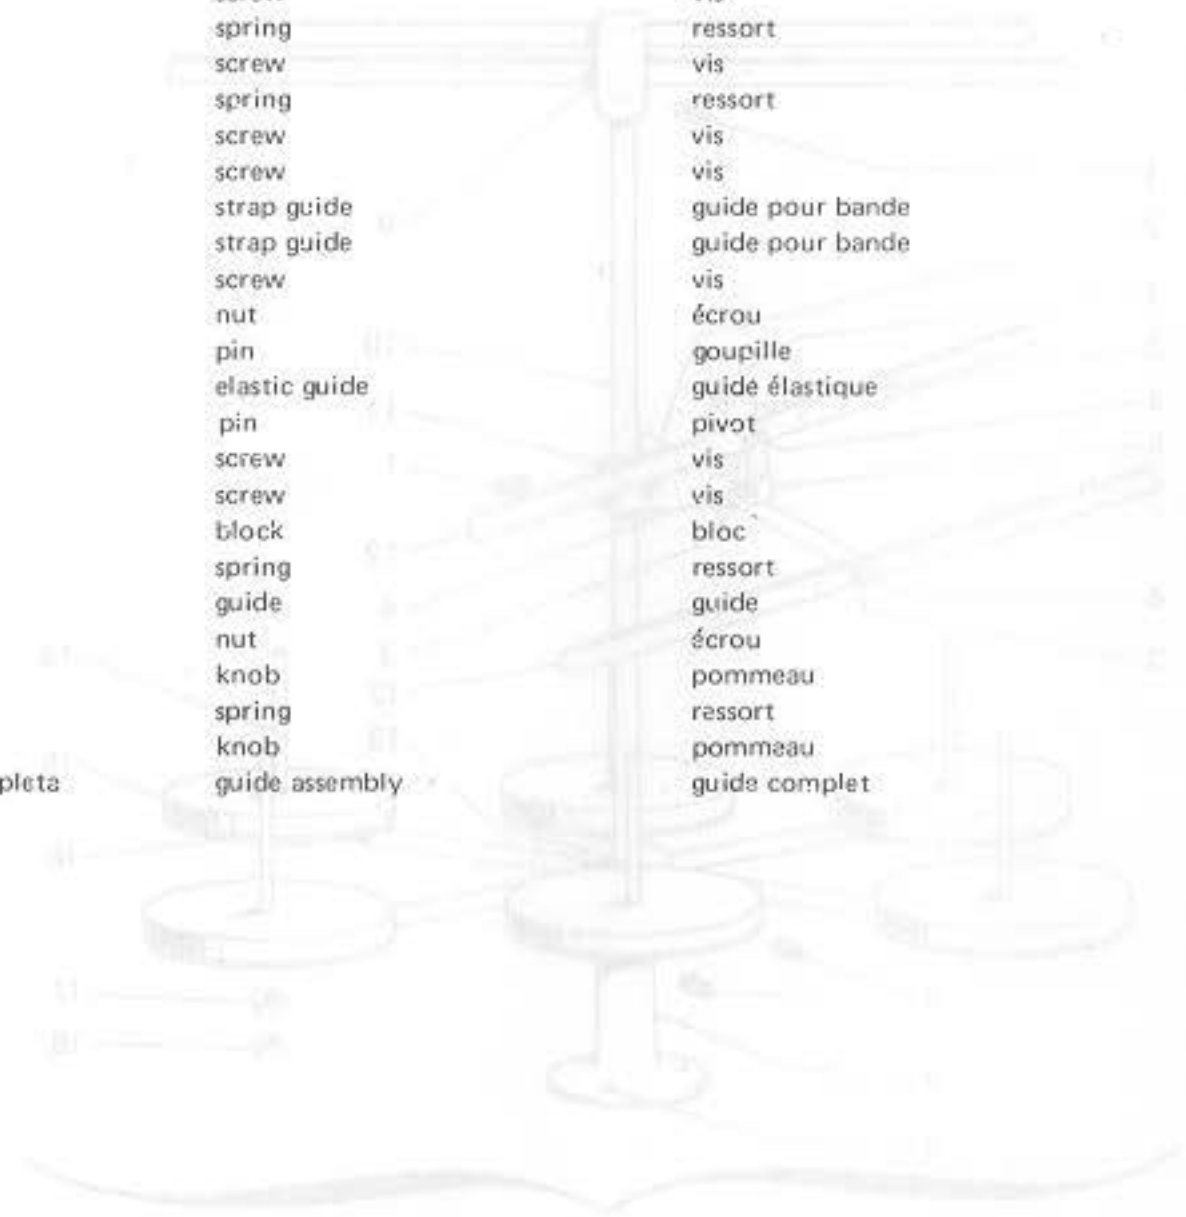 spring ressort
screw vis
spring ressort
screw vis
screw vis
strap guide guide pour bande
strap guide guide pour bande
screw vis
nut écrou
pin goupille
elastic guide guide élastique
pin pivot
screw vis
screw vis
block bloc
spring ressort
guide guide
nut écrou
knob pommeau
spring ressort
knob pommeau
pleta guide assembly guide complet